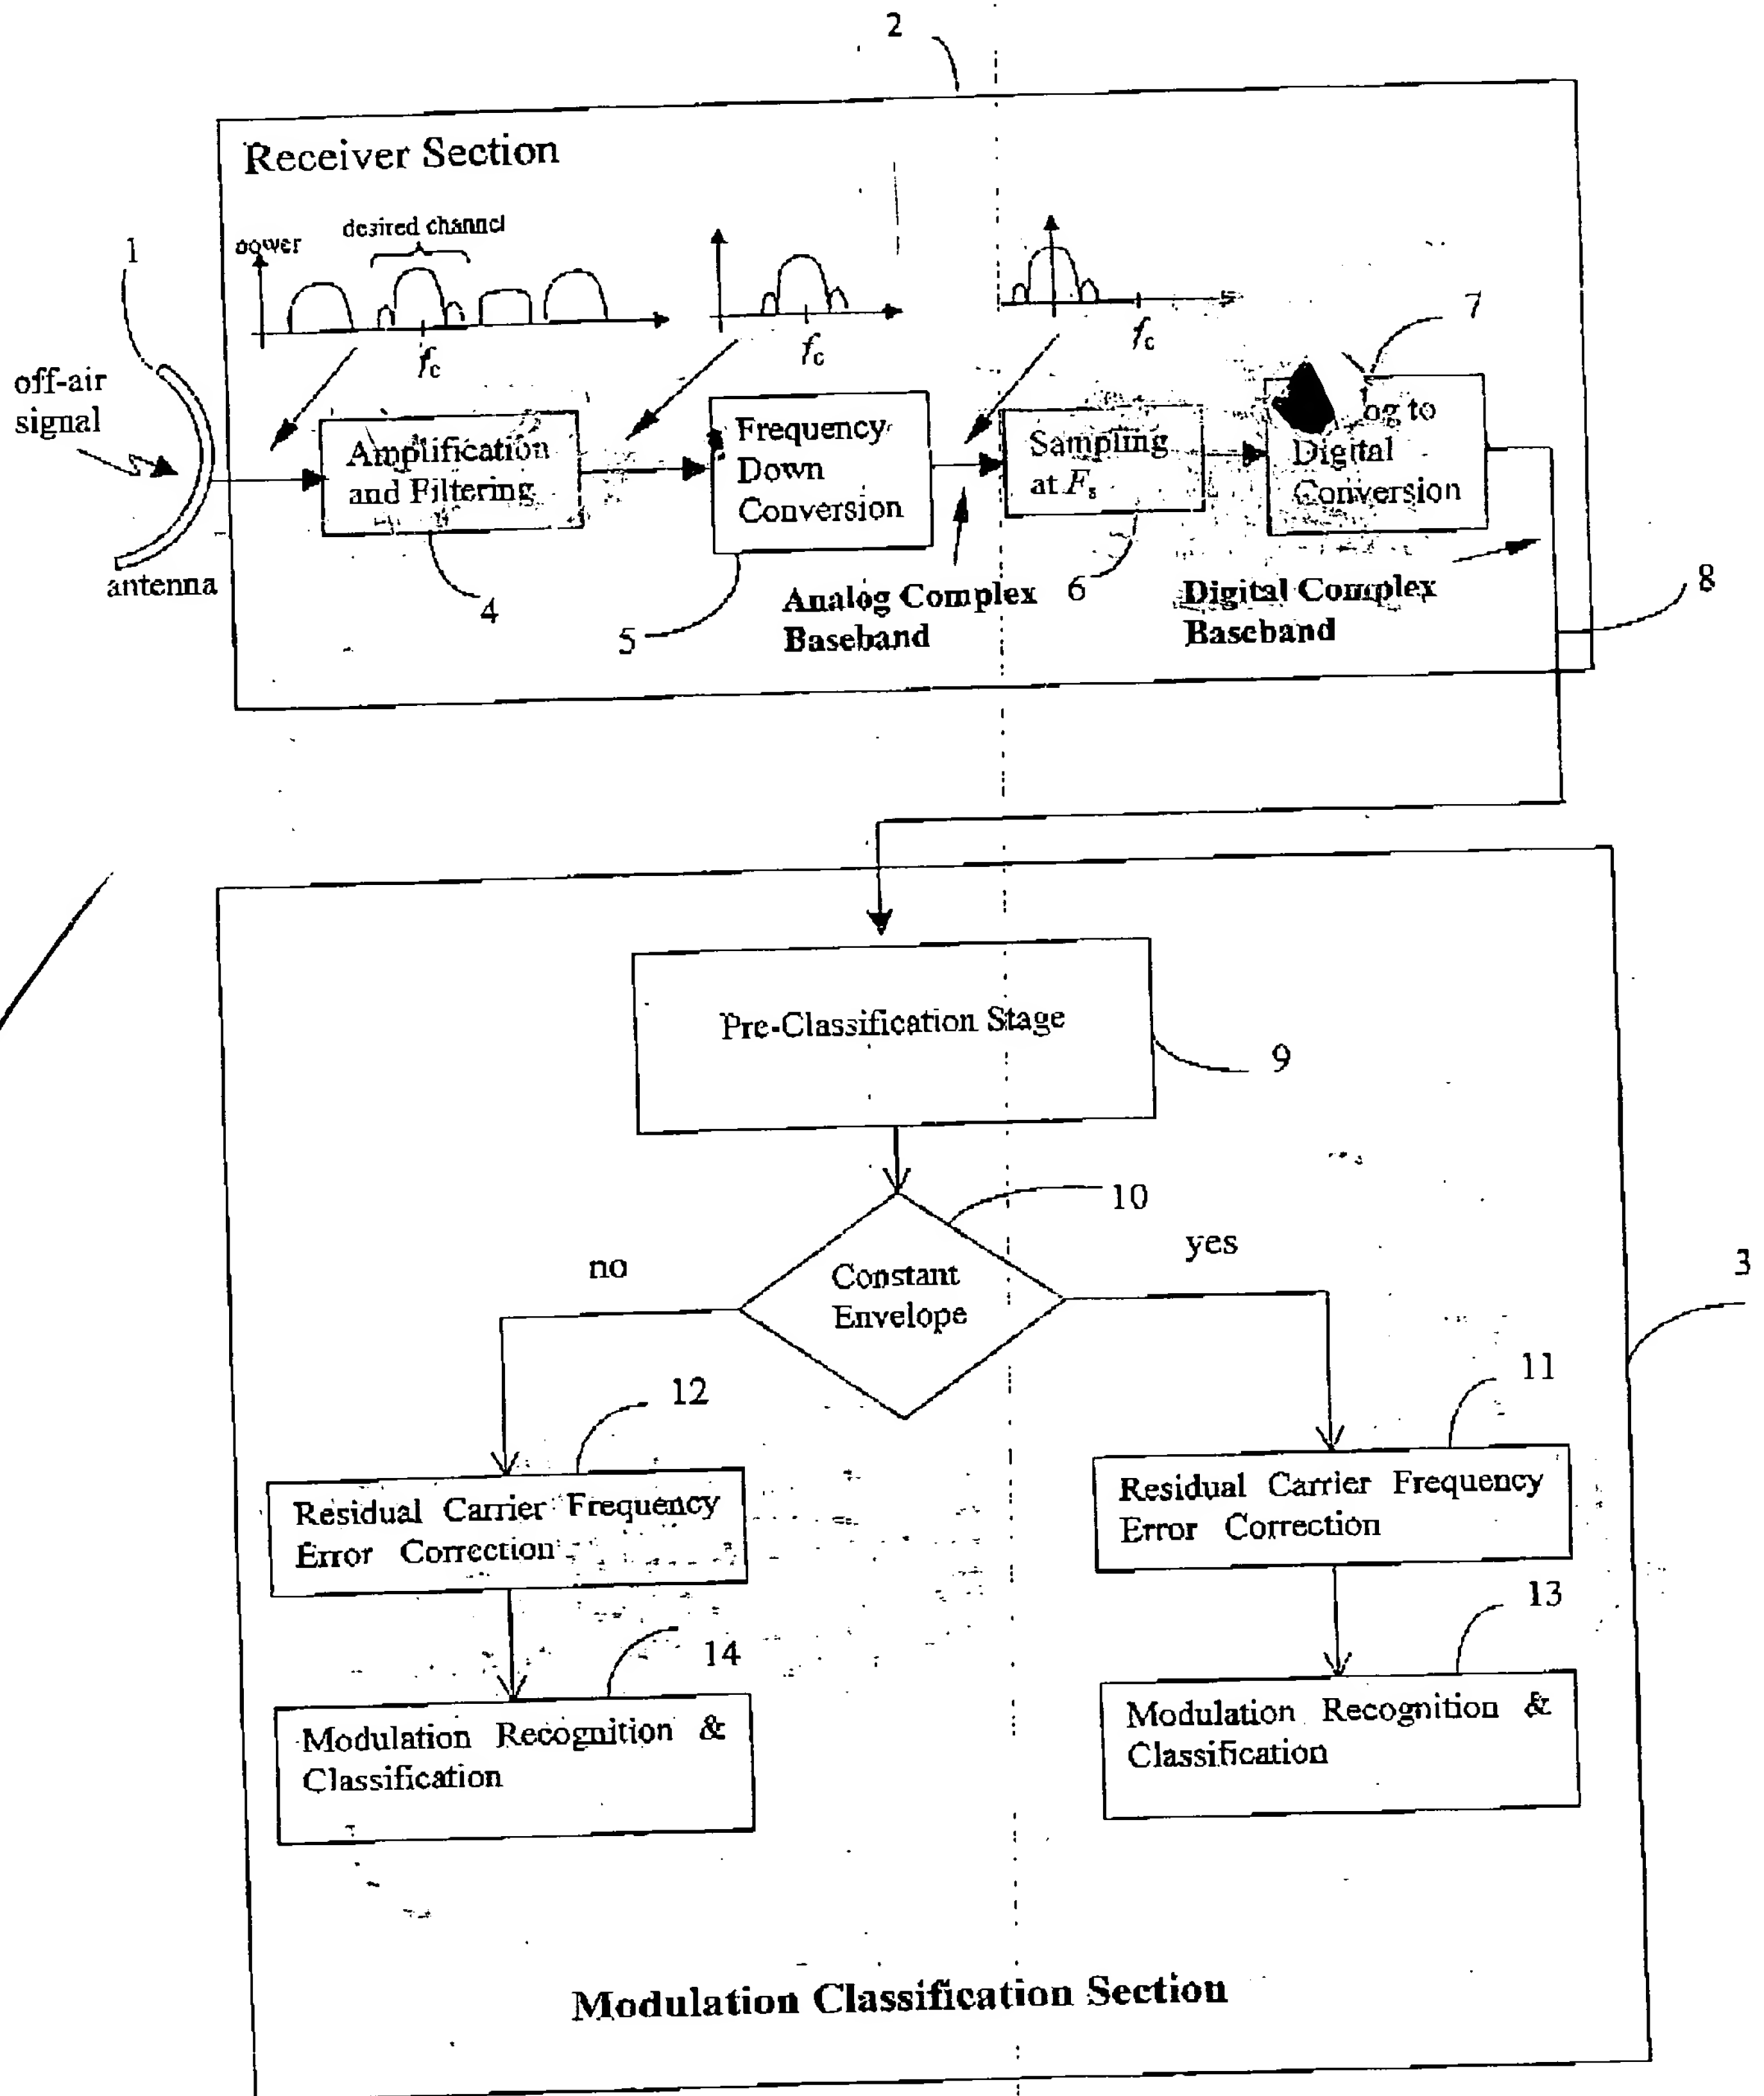 2
Receiver Section
power
desired channel
1
fc
fc
fc
7
off-air
signal
antenna
Amplification
and Filtering
Frequency
Down
Conversion
Sampling
at Fs
og to
Digital
Conversion
4
5
Analog Complex
Baseband
6
Digital Complex
Baseband
8
Pre-Classification Stage
9
10
no
yes
Constant
Envelope
3
12
11
Residual Carrier Frequency
Error Correction
Residual Carrier Frequency
Error Correction
14
13
Modulation Recognition &
Classification
Modulation Recognition &
Classification
Modulation Classification Section